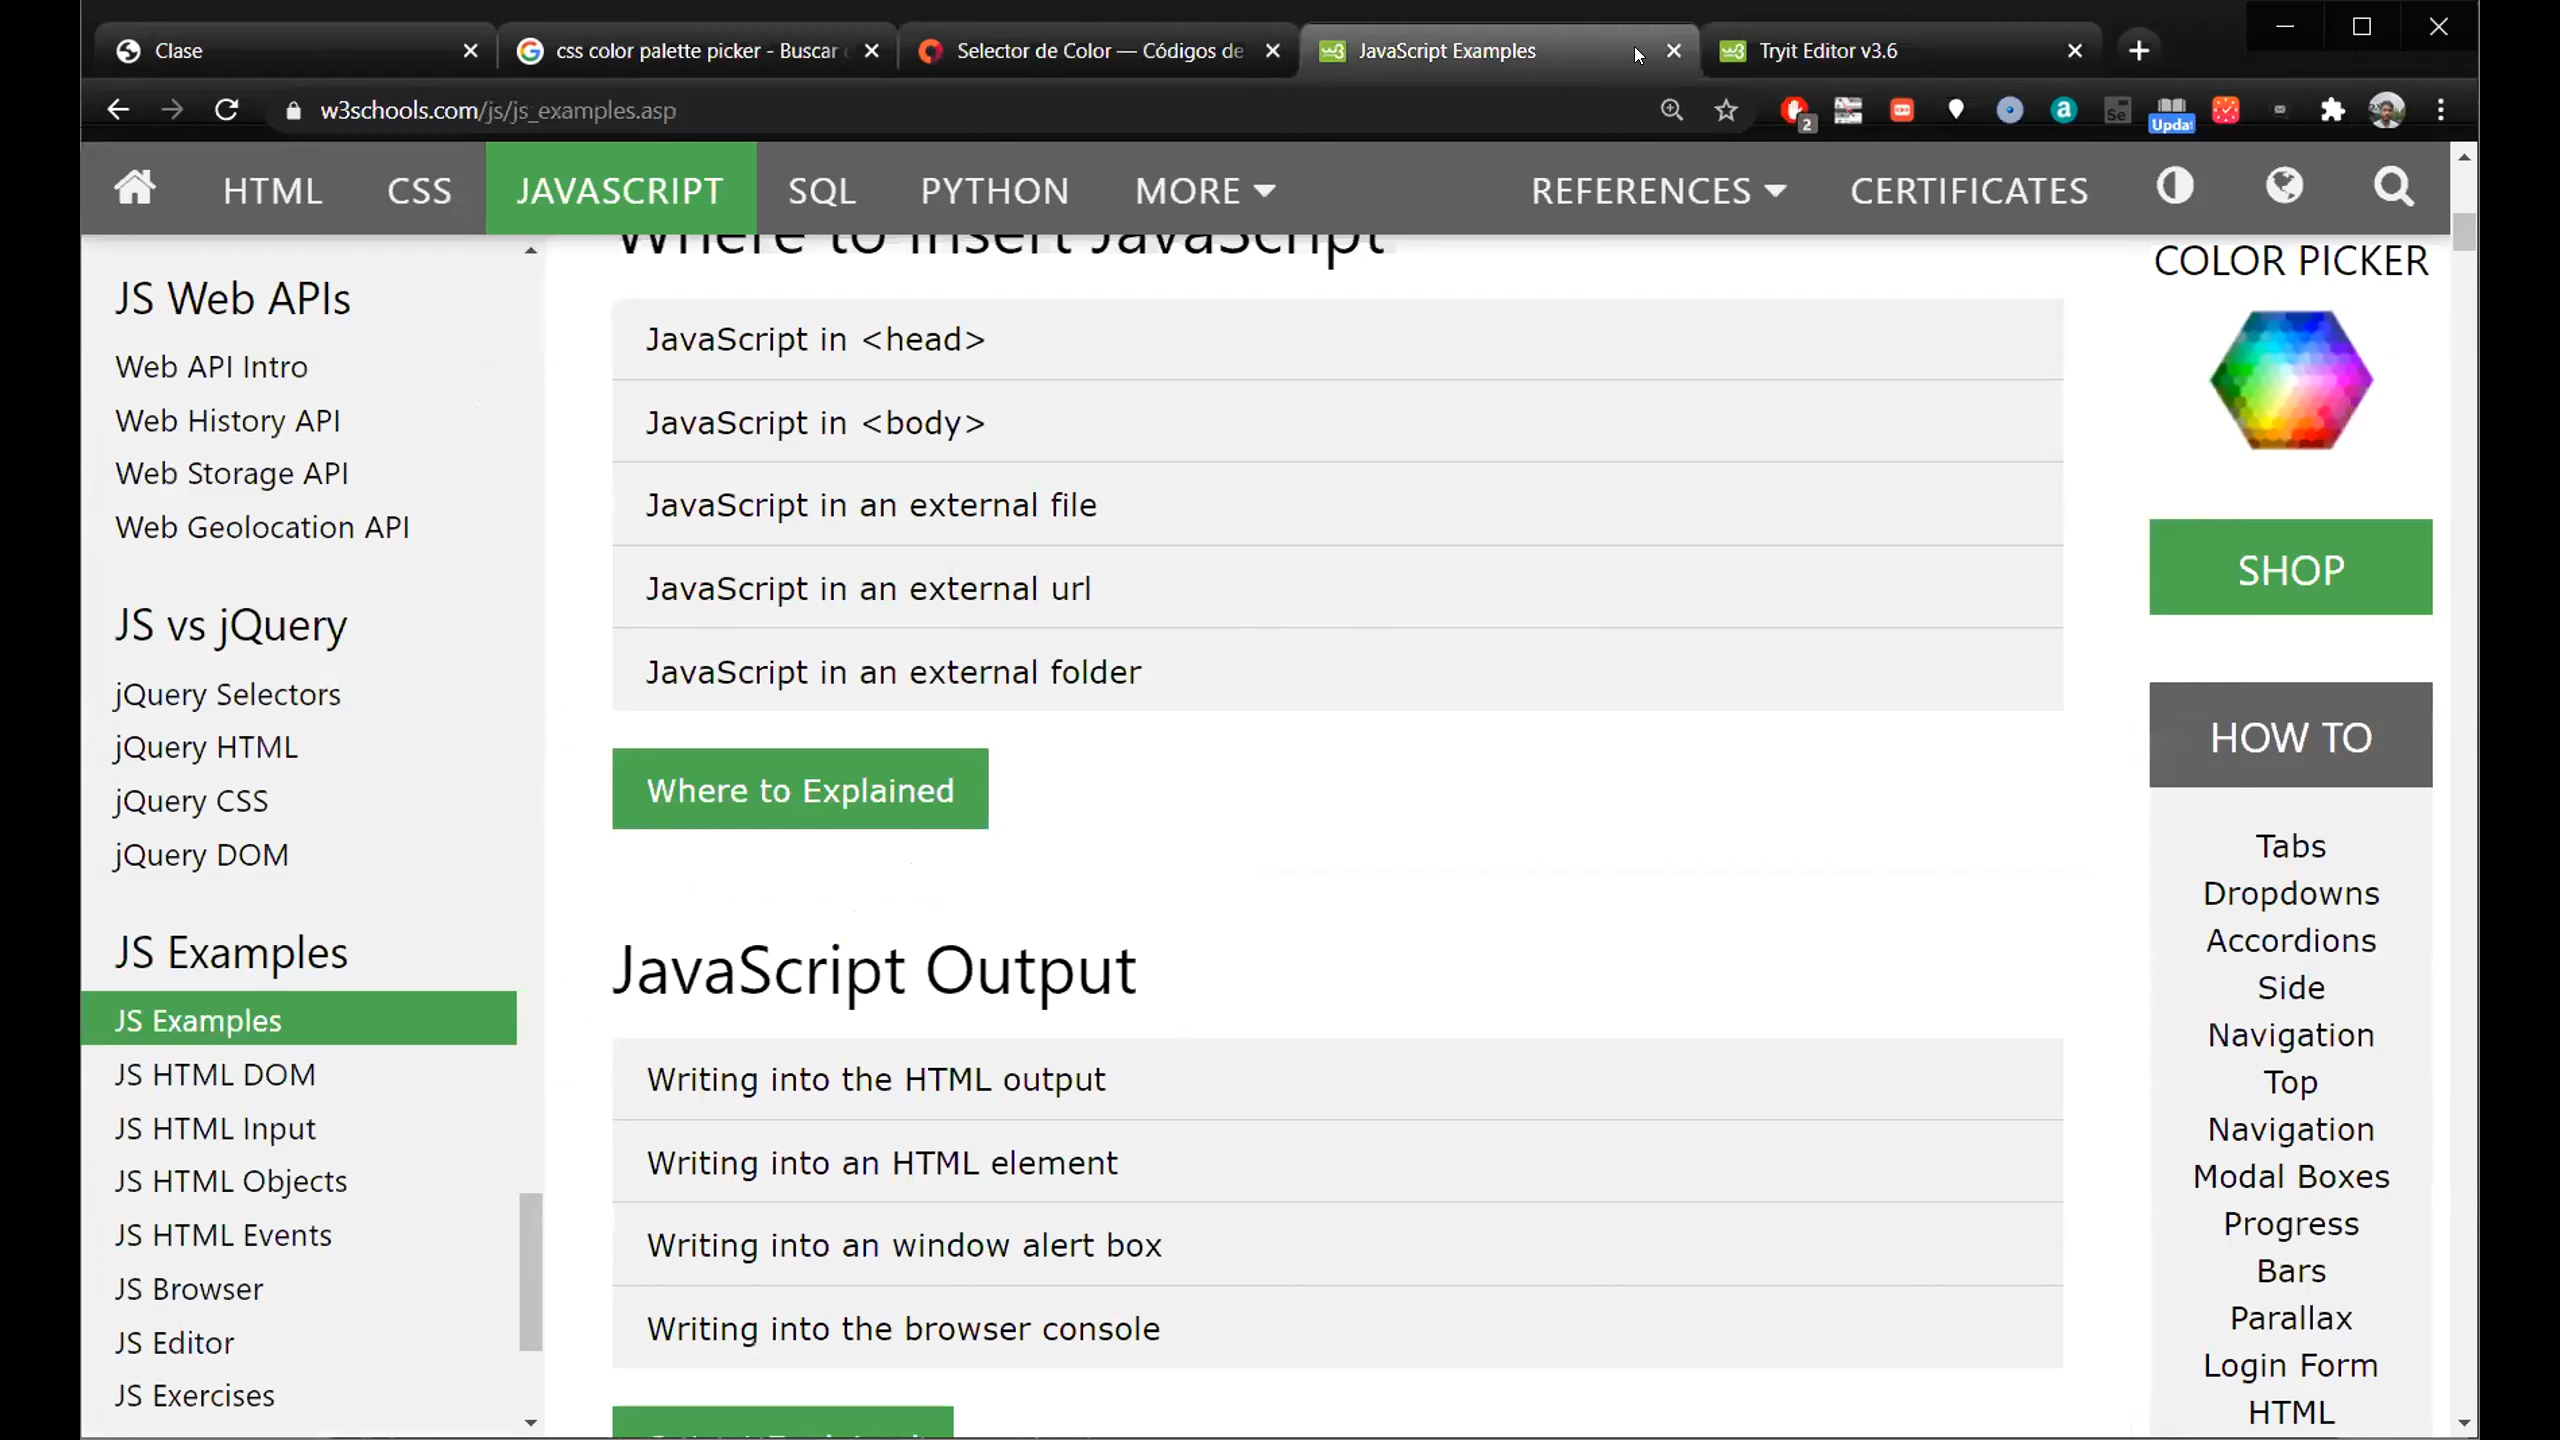 Clase
css color palette picker - Buscar
Selector de Color — Códigos de
JavaScript Examples
Tryit Editor v3.6
w3schools.com/js/js_examples.asp
2
Se
a
Updat
HTML
CSS
JAVASCRIPT
SQL
PYTHON
MORE
REFERENCES
CERTIFICATES
JS Web APIs
Web API Intro
Web History API
Web Storage API
Web Geolocation API
JS vs jQuery
jQuery Selectors
jQuery HTML
jQuery CSS
jQuery DOM
JS Examples
JS Examples
JS HTML DOM
JS HTML Input
JS HTML Objects
JS HTML Events
JS Browser
JS Editor
JS Exercises
Where to Insert JavaScript
JavaScript in <head>
JavaScript in <body>
JavaScript in an external file
JavaScript in an external url
JavaScript in an external folder
Where to Explained
JavaScript Output
Writing into the HTML output
Writing into an HTML element
Writing into an window alert box
Writing into the browser console
COLOR PICKER
SHOP
HOW TO
Tabs
Dropdowns
Accordions
Side
Navigation
Top
Navigation
Modal Boxes
Progress
Bars
Parallax
Login Form
HTML